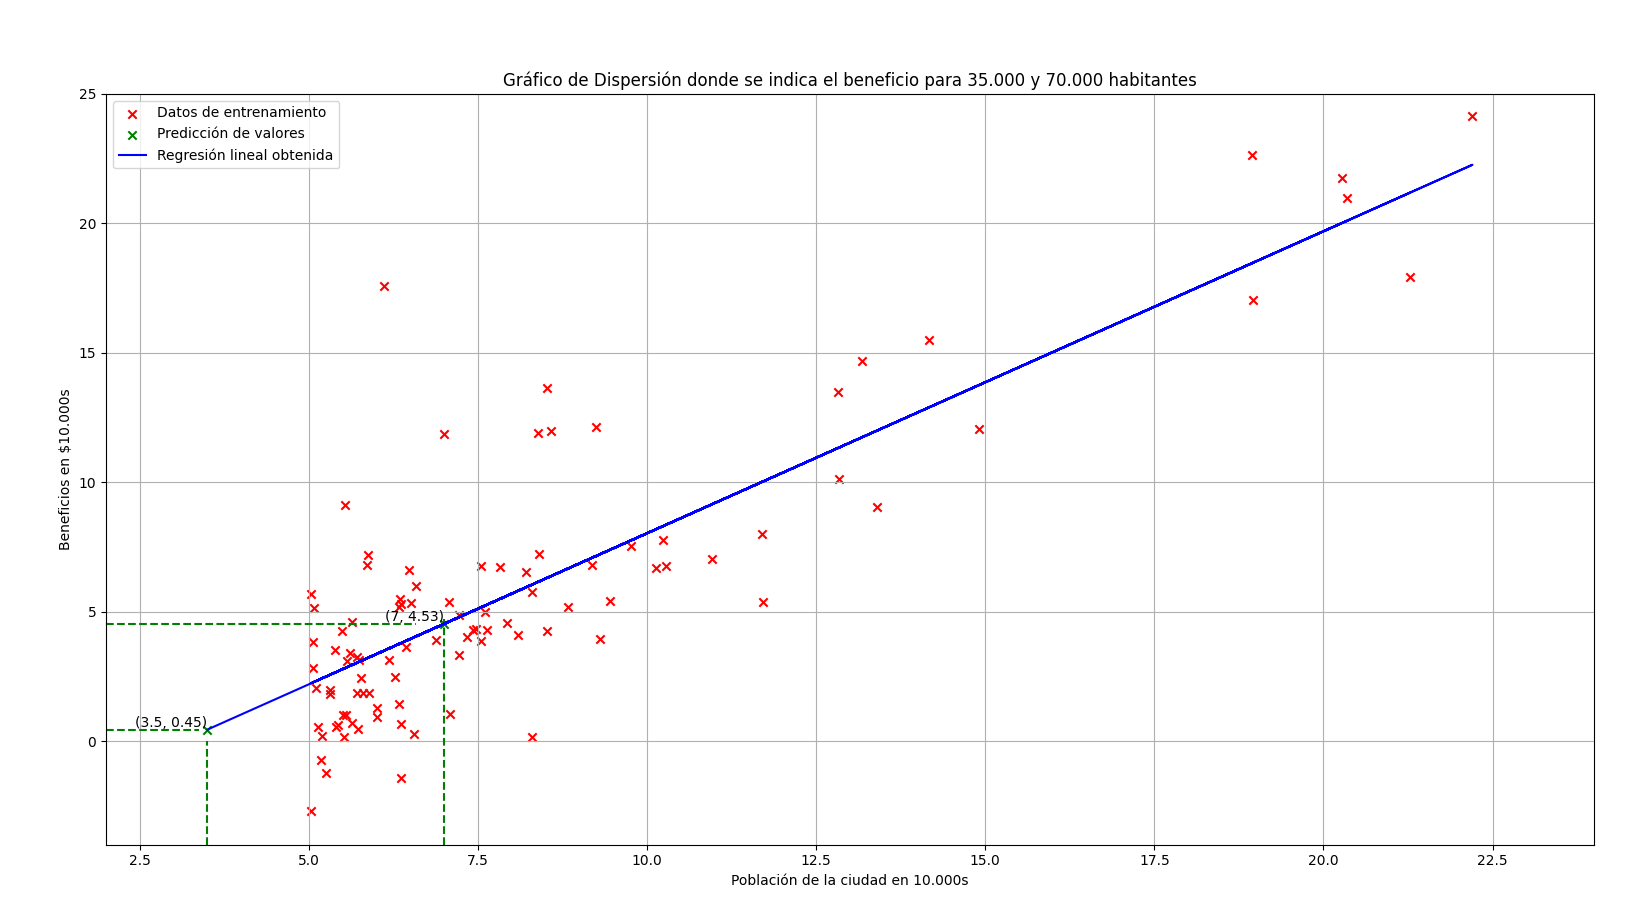 Gráfico de Dispersión donde se indica el beneficio para 35.000 y 70.000 habitantes
Datos de entrenamiento
Predicción de valores
Regresión lineal obtenida
25
20
15
10
5
0
Beneficios en $10.000s
(7, 4.53)
(3.5, 0.45)
2.5 5.0 7.5 10.0 12.5 15.0 17.5 20.0 22.5
Población de la ciudad en 10.000s